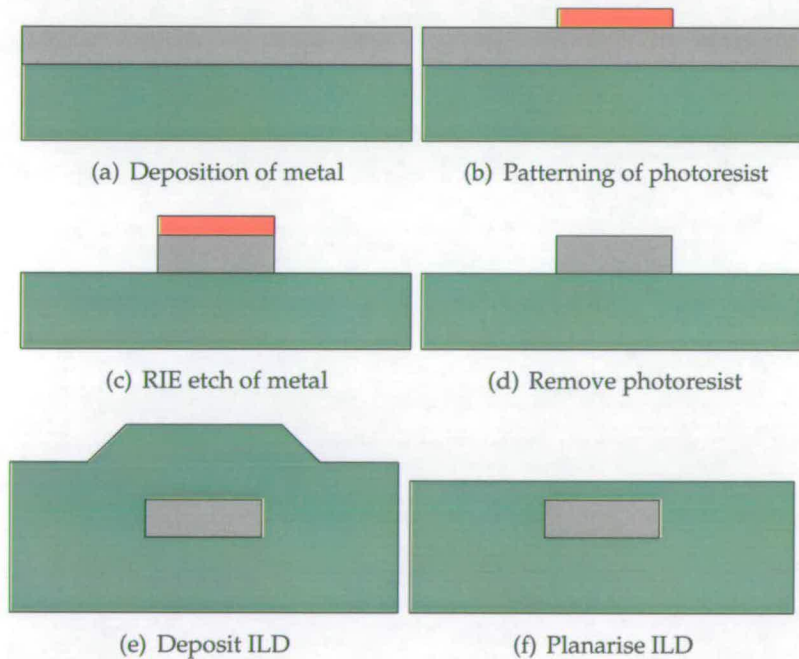 (a) Deposition of metal
(b) Patterning of photoresist
(c) RIE etch of metal
(d) Remove photoresist
(e) Deposit ILD
(f) Planarise ILD